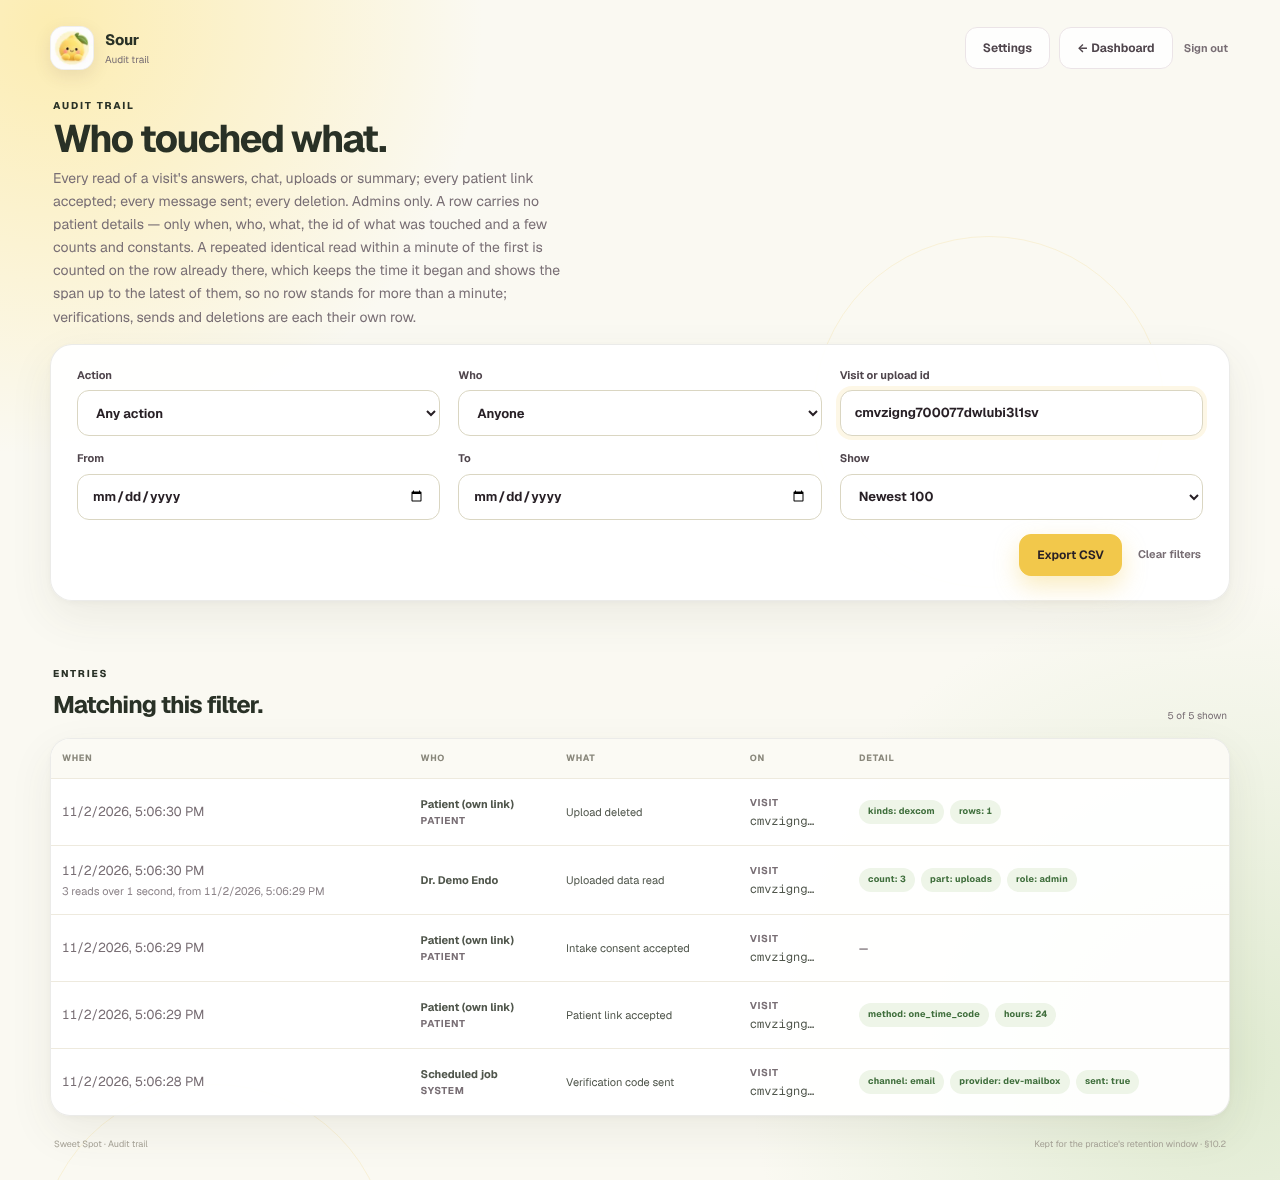 Sour
Audit trail
Settings
← Dashboard
Sign out
AUDIT TRAIL
Who touched what.
Every read of a visit's answers, chat, uploads or summary; every patient link
accepted; every message sent; every deletion. Admins only. A row carries no
patient details — only when, who, what, the id of what was touched and a few
counts and constants. A repeated identical read within a minute of the first is
counted on the row already there, which keeps the time it began and shows the
span up to the latest of them, so no row stands for more than a minute;
verifications, sends and deletions are each their own row.
Action
Who
Visit or upload id
Any action
Anyone
cmvzigng700077dwlubi3l1sv
From
To
Show
mm/dd/yyyy
mm/dd/yyyy
Newest 100
Export CSV
Clear filters
ENTRIES
Matching this filter.
5 of 5 shown
WHEN WHO WHAT ON DETAIL
11/2/2026, 5:06:30 PM
Patient (own link)
PATIENT
Upload deleted
VISIT
cmvzigng…
kinds: dexcom
rows: 1
11/2/2026, 5:06:30 PM
3 reads over 1 second, from 11/2/2026, 5:06:29 PM
Dr. Demo Endo
Uploaded data read
VISIT
cmvzigng…
count: 3
part: uploads
role: admin
11/2/2026, 5:06:29 PM
Patient (own link)
PATIENT
Intake consent accepted
VISIT
cmvzigng…
—
11/2/2026, 5:06:29 PM
Patient (own link)
PATIENT
Patient link accepted
VISIT
cmvzigng…
method: one_time_code
hours: 24
11/2/2026, 5:06:28 PM
Scheduled job
SYSTEM
Verification code sent
VISIT
cmvzigng…
channel: email
provider: dev-mailbox
sent: true
Sweet Spot · Audit trail
Kept for the practice's retention window · §10.2